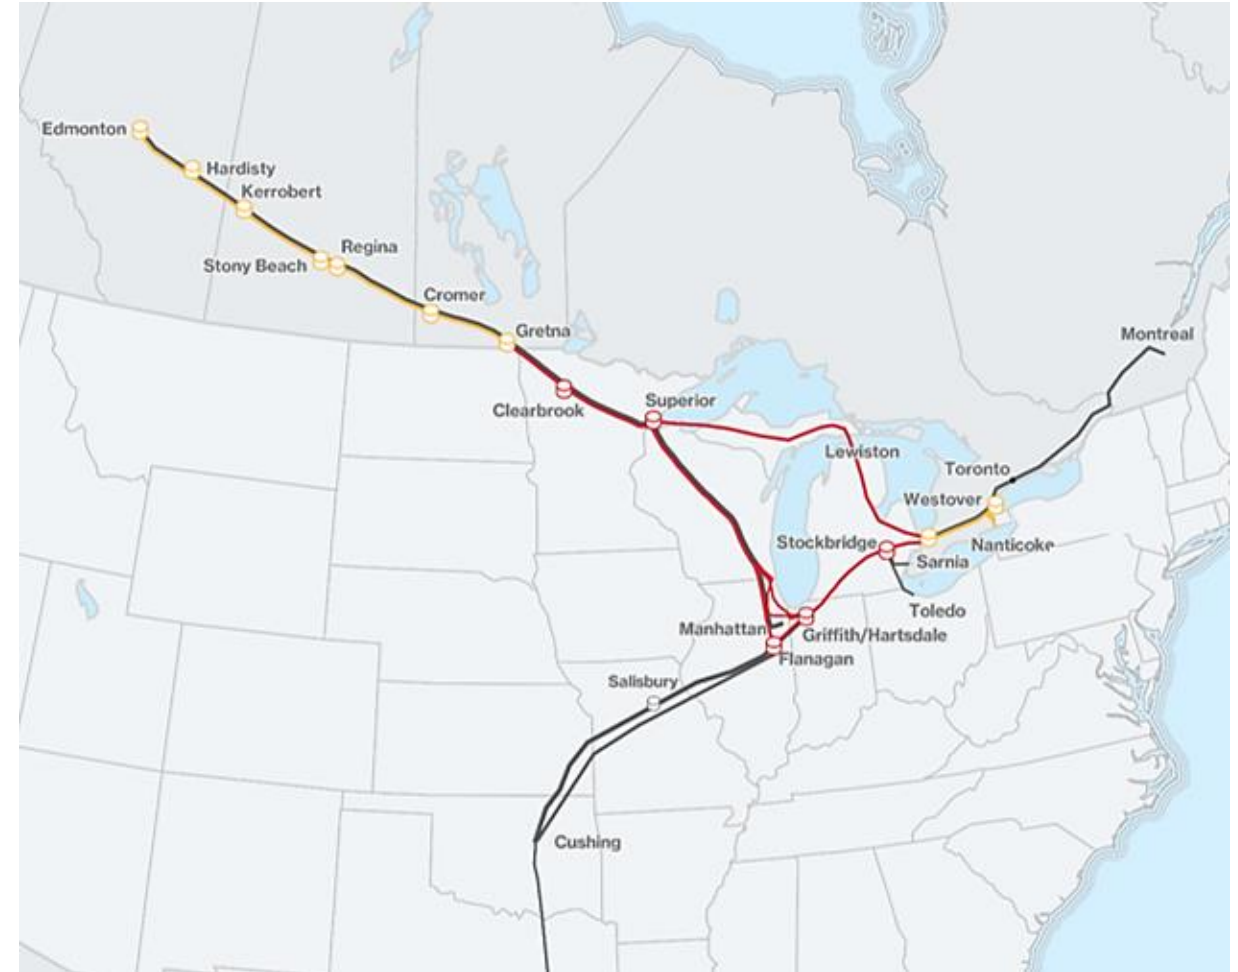 Edmonton
Hardisty
Kerrobert
Regina
Stony Beach
Cromer
Gretna
Montreal
Clearbrook
Superior
Lewiston
Toronto
Westover
Stockbridge
Nanticoke
Sarnia
Toledo
Manhattan
Griffith/Hartsdale
Flanagan
Salisbury
Cushing